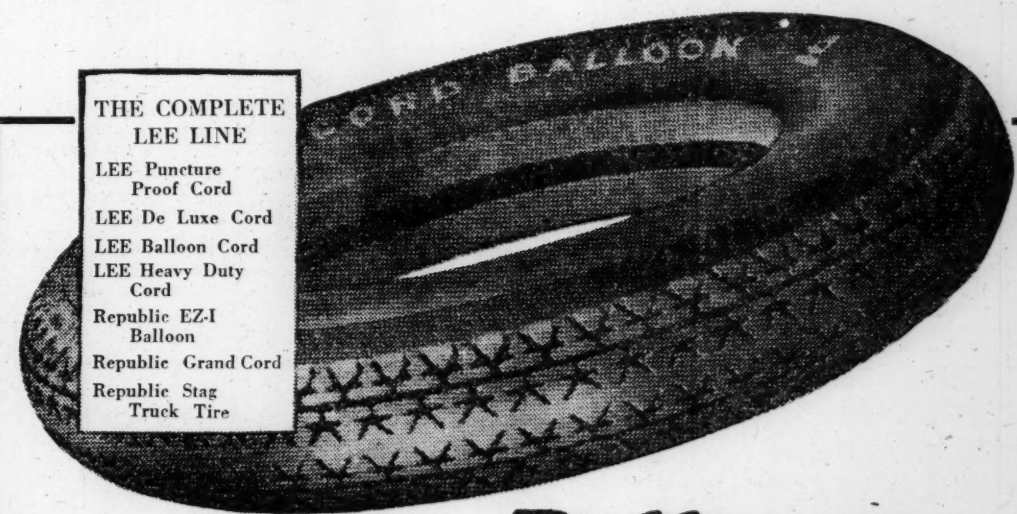 THE COMPLETE
LEE LINE
LEE Puncture
Proof Cord
LEE De Luxe Cord
LEE Balloon Cord
LEE Heavy Duty
Cord
Republic EZ-I
Balloon
Republic Grand Cord
Republic Stag
Truck Tire
CORD BALLOON